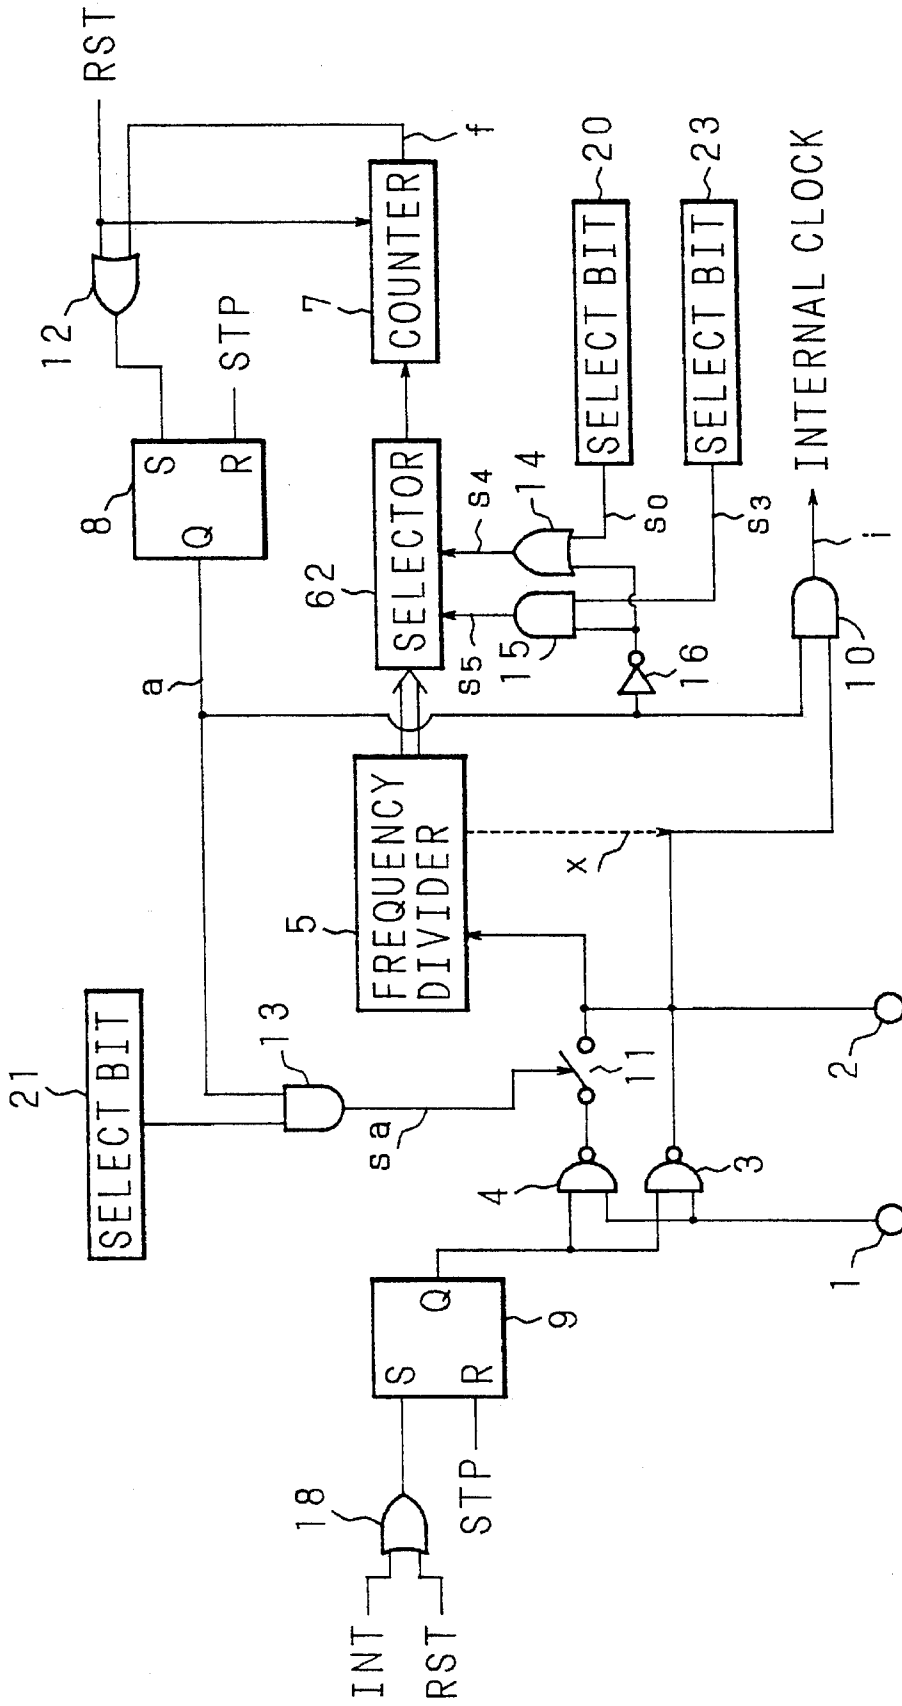 21
SELECT BIT
13
sa
a
8
Q
S
R
STP
12
RST
5
FREQUENCY
DIVIDER
x
62
SELECTOR
7
COUNTER
f
s5
s4
15
14
16
s0
SELECT BIT
20
s3
SELECT BIT
23
INT
RST
18
STP
S
R
Q
9
4
3
11
1
2
10
i
INTERNAL CLOCK